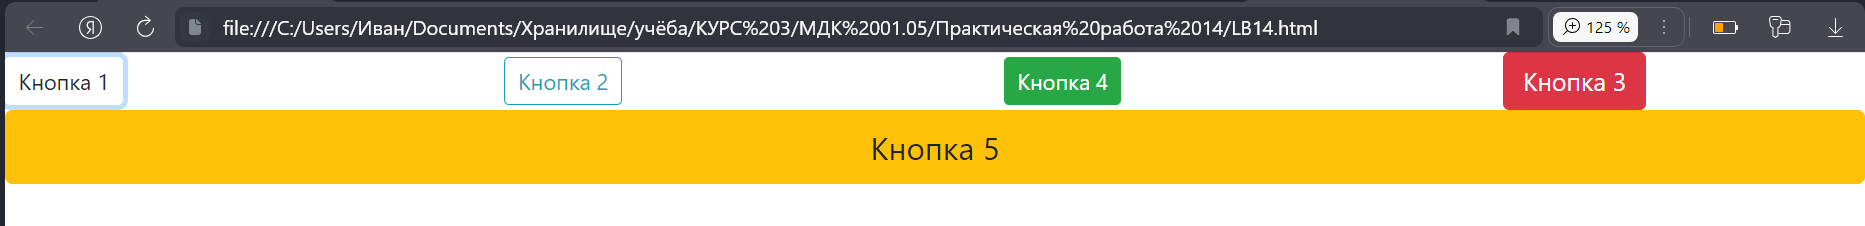 Я file:///C:/Users/Иван/Documents/Хранилище/учёба/КУРС%203/МДК%2001.05/Практическая%20работа%2014/LB14.html 125 %
Кнопка 1 Кнопка 2 Кнопка 4 Кнопка 3
Кнопка 5